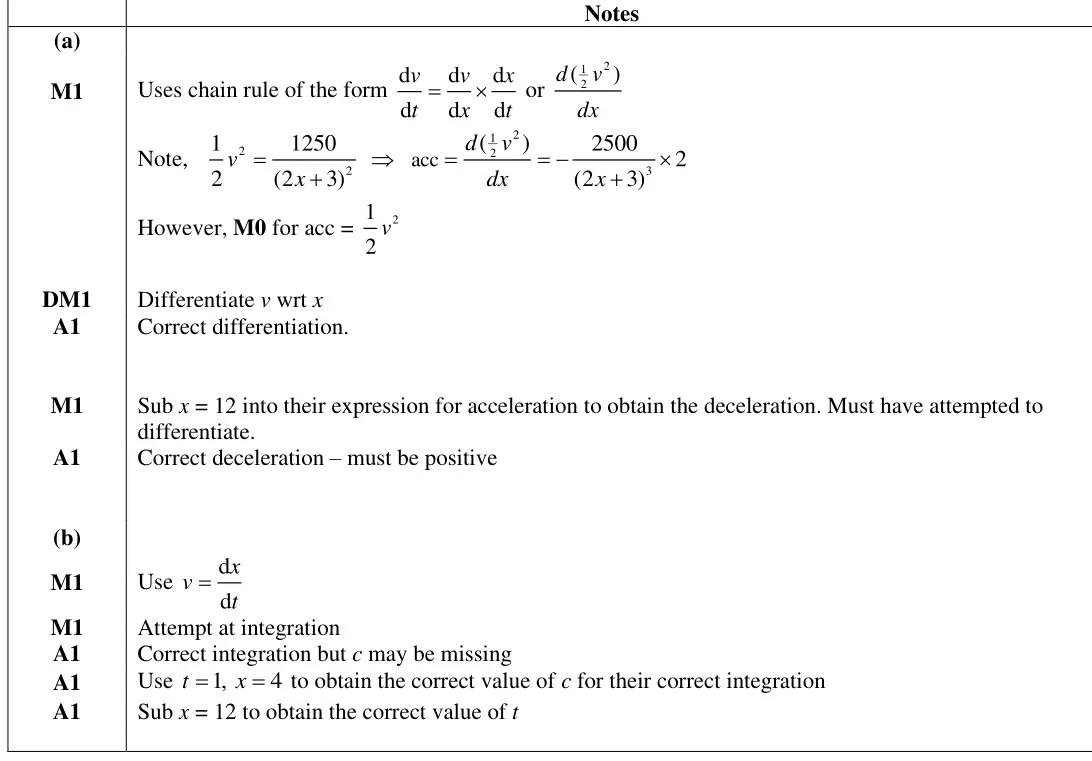 Notes
(a)
M1 Uses chain rule of the form dv/dt = dv/dx × dx/dt or d(½v²)/dx
Note, 1/2 v² = 1250/(2x + 3)² ⇒ acc = d(½v²)/dx = − 2500/(2x + 3)³ × 2
However, M0 for acc = 1/2 v²
DM1 Differentiate v wrt x
A1 Correct differentiation.
M1 Sub x = 12 into their expression for acceleration to obtain the deceleration. Must have attempted to
differentiate.
A1 Correct deceleration – must be positive
(b)
M1 Use v = dx/dt
M1 Attempt at integration
A1 Correct integration but c may be missing
A1 Use t = 1, x = 4 to obtain the correct value of c for their correct integration
A1 Sub x = 12 to obtain the correct value of t